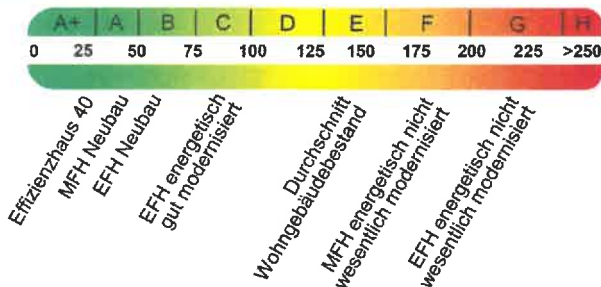 A+ A B C D E F G H
0 25 50 75 100 125 150 175 200 225 >250
Effizienzhaus 40
MFH Neubau
EFH Neubau
EFH energetisch
gut modernisiert
Durchschnitt
Wohngebäudebestand
MFH energetisch nicht
wesentlich modernisiert
EFH energetisch nicht
wesentlich modernisiert